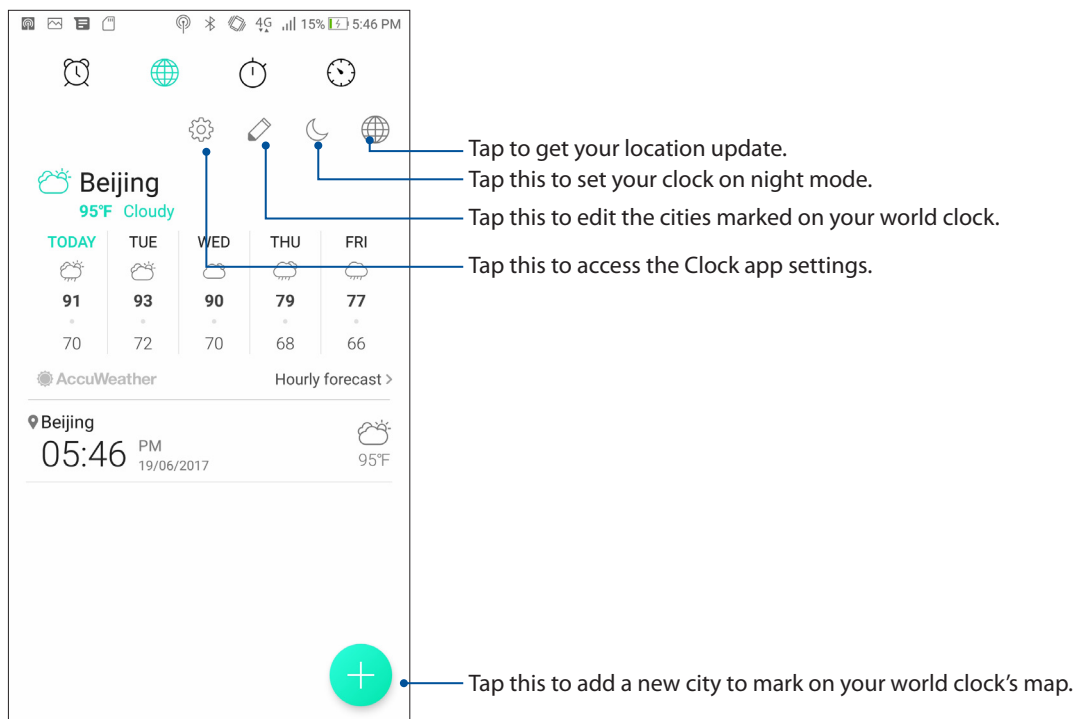 4G 15% 5:46 PM
Tap to get your location update.
Tap this to set your clock on night mode.
Beijing
95°F Cloudy
Tap this to edit the cities marked on your world clock.
TODAY TUE WED THU FRI
Tap this to access the Clock app settings.
91 93 90 79 77
70 72 70 68 66
AccuWeather Hourly forecast >
Beijing
05:46 PM
19/06/2017
95°F
Tap this to add a new city to mark on your world clock’s map.